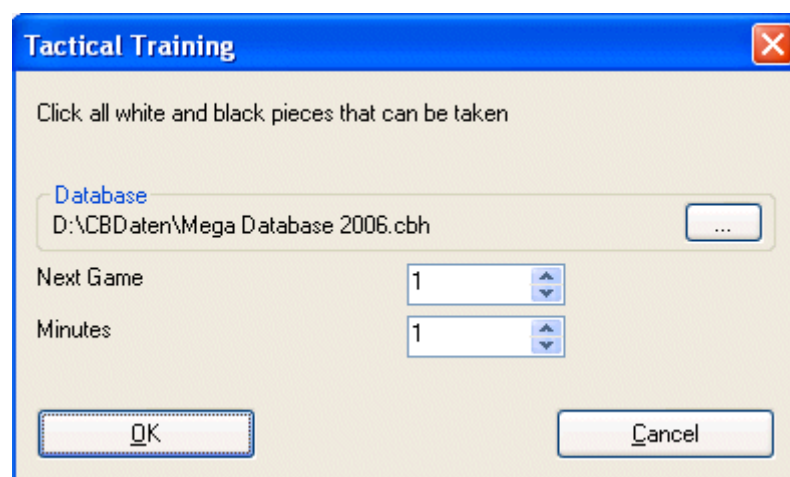 Tactical Training
Click all white and black pieces that can be taken
Database
D:\CBDaten\Mega Database 2006.cbh
...
Next Game 1
Minutes 1
OK Cancel